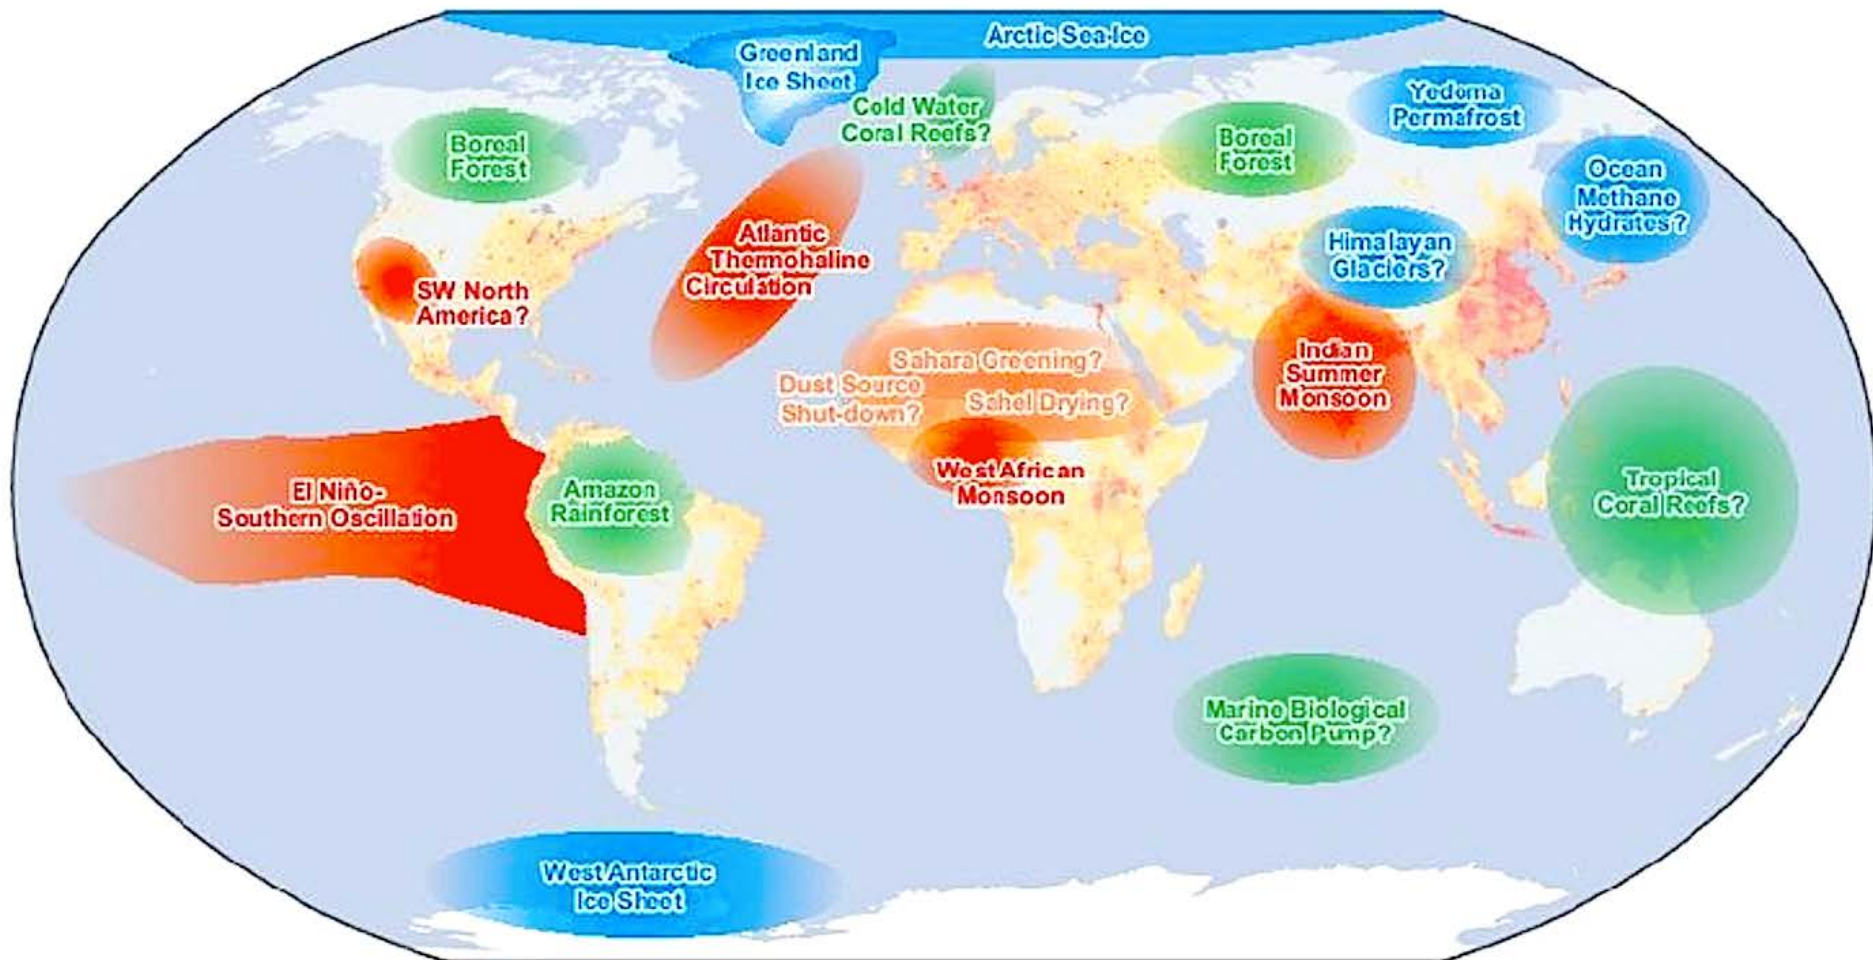 Arctic Sea-Ice
Greenland
Ice Sheet
Cold Water
Coral Reefs?
Yedoma
Permafrost
Boreal
Forest
Boreal
Forest
Ocean
Methane
Hydrates?
Atlantic
Thermohaline
Circulation
Himalayan
Glaciers?
SW North
America?
Sahara Greening?
Dust Source
Shut-down?
Sahel Drying?
Indian
Summer
Monsoon
El Niño-
Southern Oscillation
Amazon
Rainforest
West African
Monsoon
Tropical
Coral Reefs?
Marine Biological
Carbon Pump?
West Antarctic
Ice Sheet